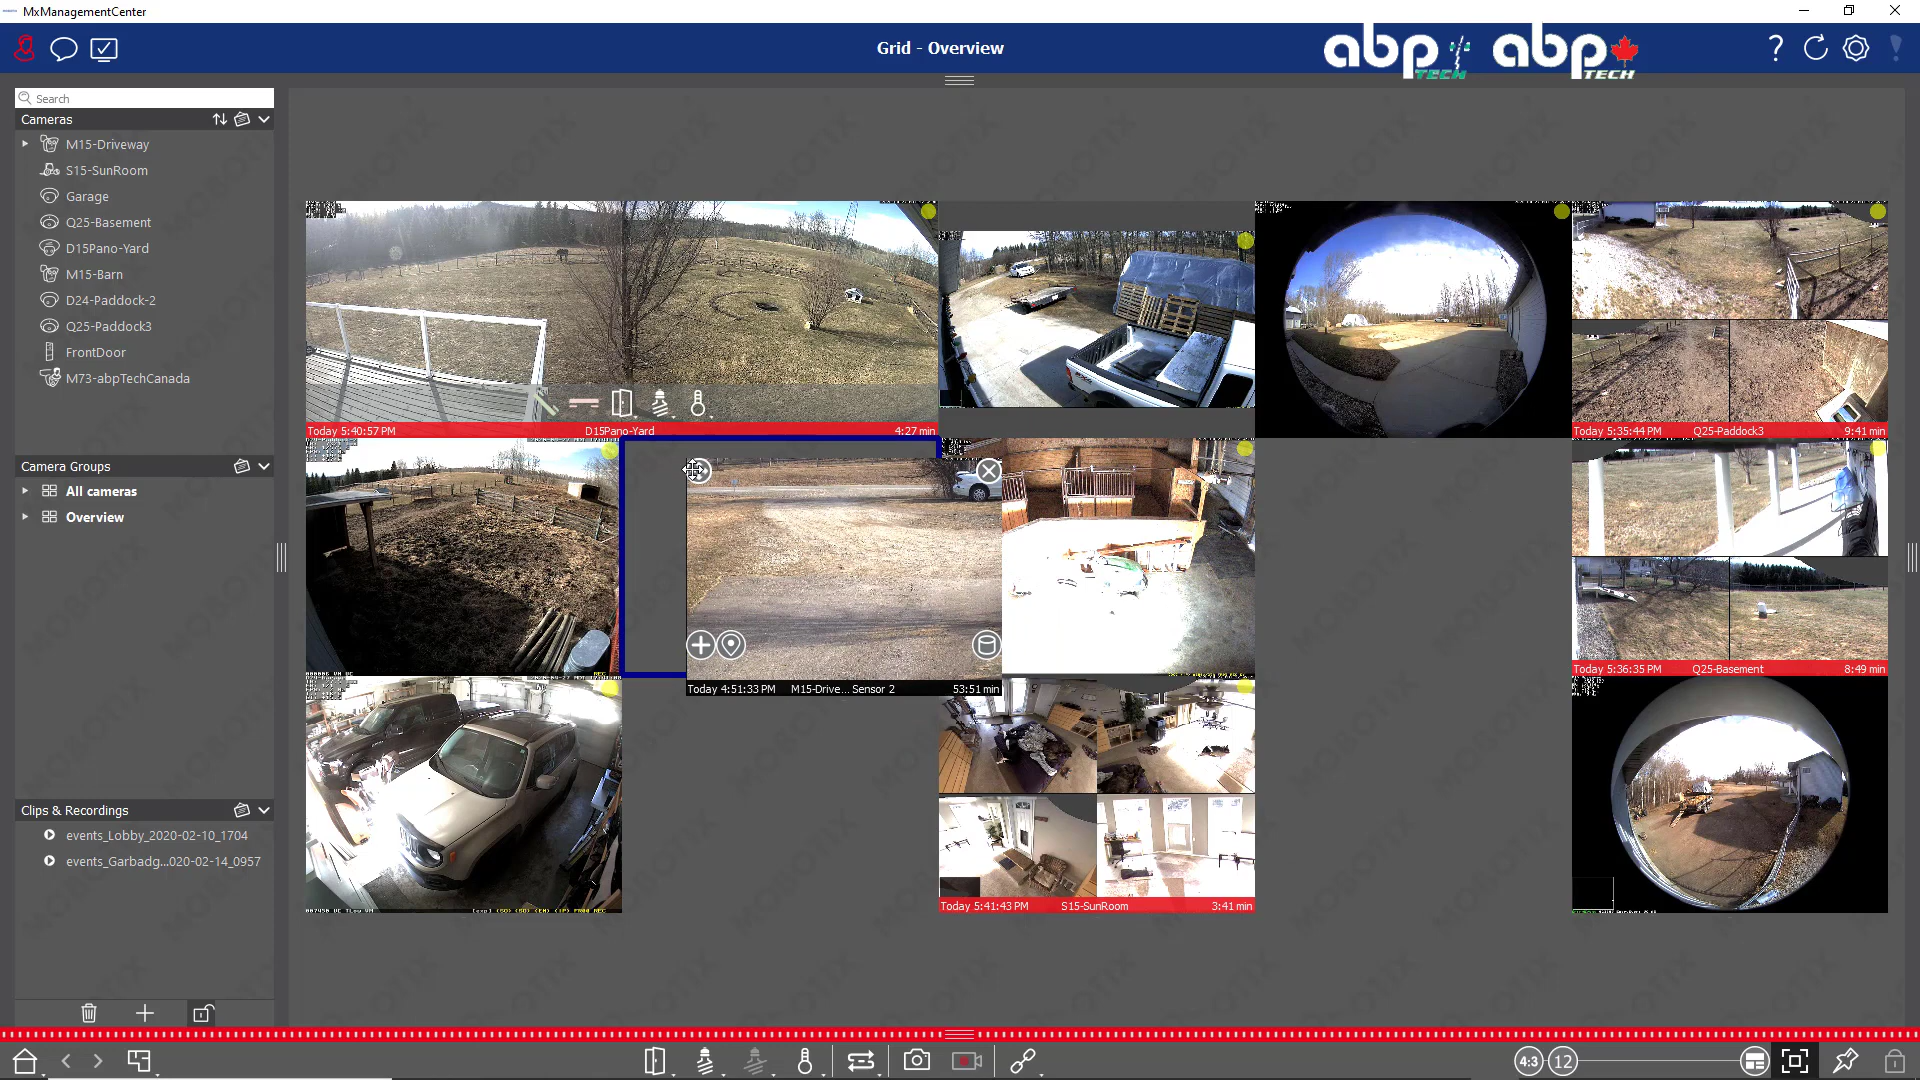 MxManagementCenter
Grid - Overview
abp TECH
abp TECH
Search
Cameras
M15-Driveway
S15-SunRoom
Garage
Q25-Basement
D15Pano-Yard
M15-Barn
D24-Paddock-2
Q25-Paddock3
FrontDoor
M73-abpTechCanada
Camera Groups
All cameras
Overview
Clips & Recordings
events_Lobby_2020-02-10_1704
events_Garbadg...020-02-14_0957
Today 5:40:57 PM D15Pano-Yard 4:27 min
Today 5:35:44 PM Q25-Paddock3 9:41 min
Today 4:51:33 PM M15-Drive... Sensor 2 53:51 min
Today 5:36:35 PM Q25-Basement 8:49 min
Today 5:41:43 PM S15-SunRoom 3:41 min
4:3 12